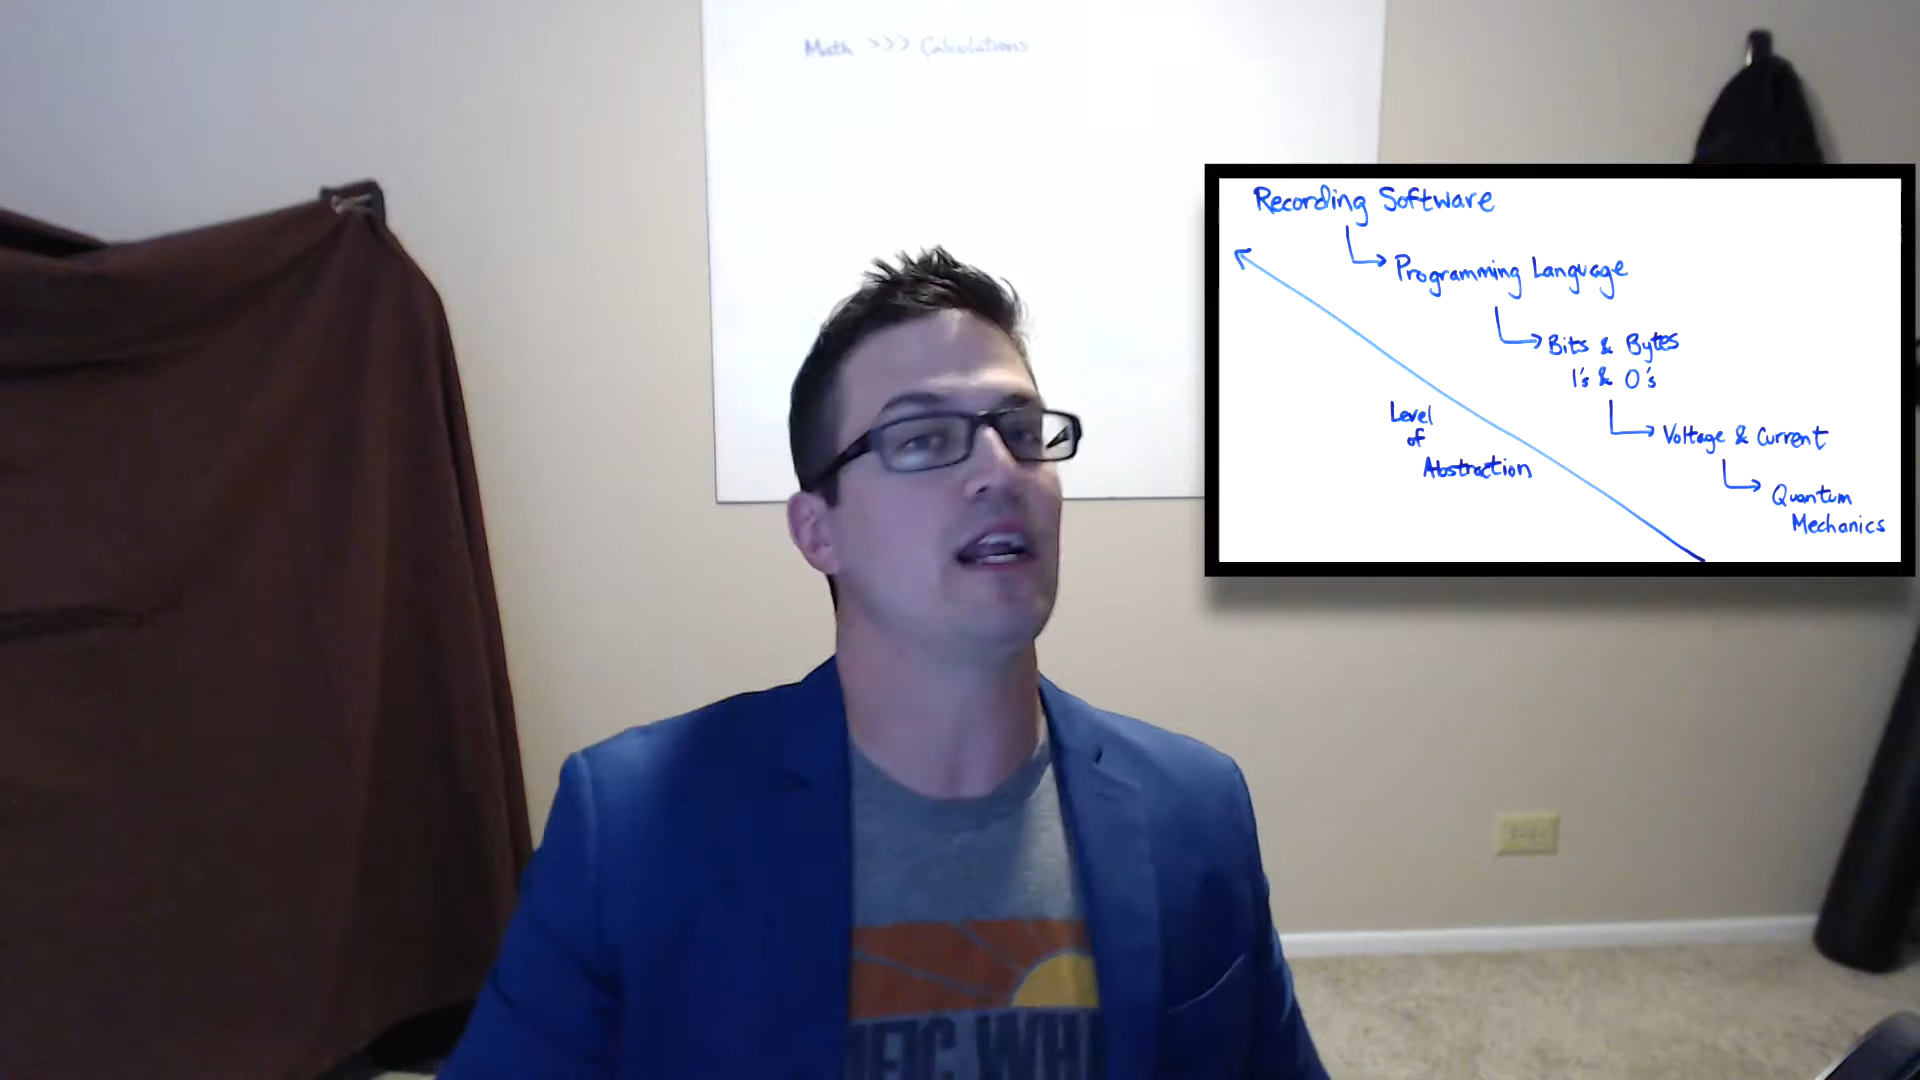 Math >>> Calculations
Recording Software
Programming Language
Bits & Bytes
1's & 0's
Level
of
Abstraction
Voltage & Current
Quantum
Mechanics